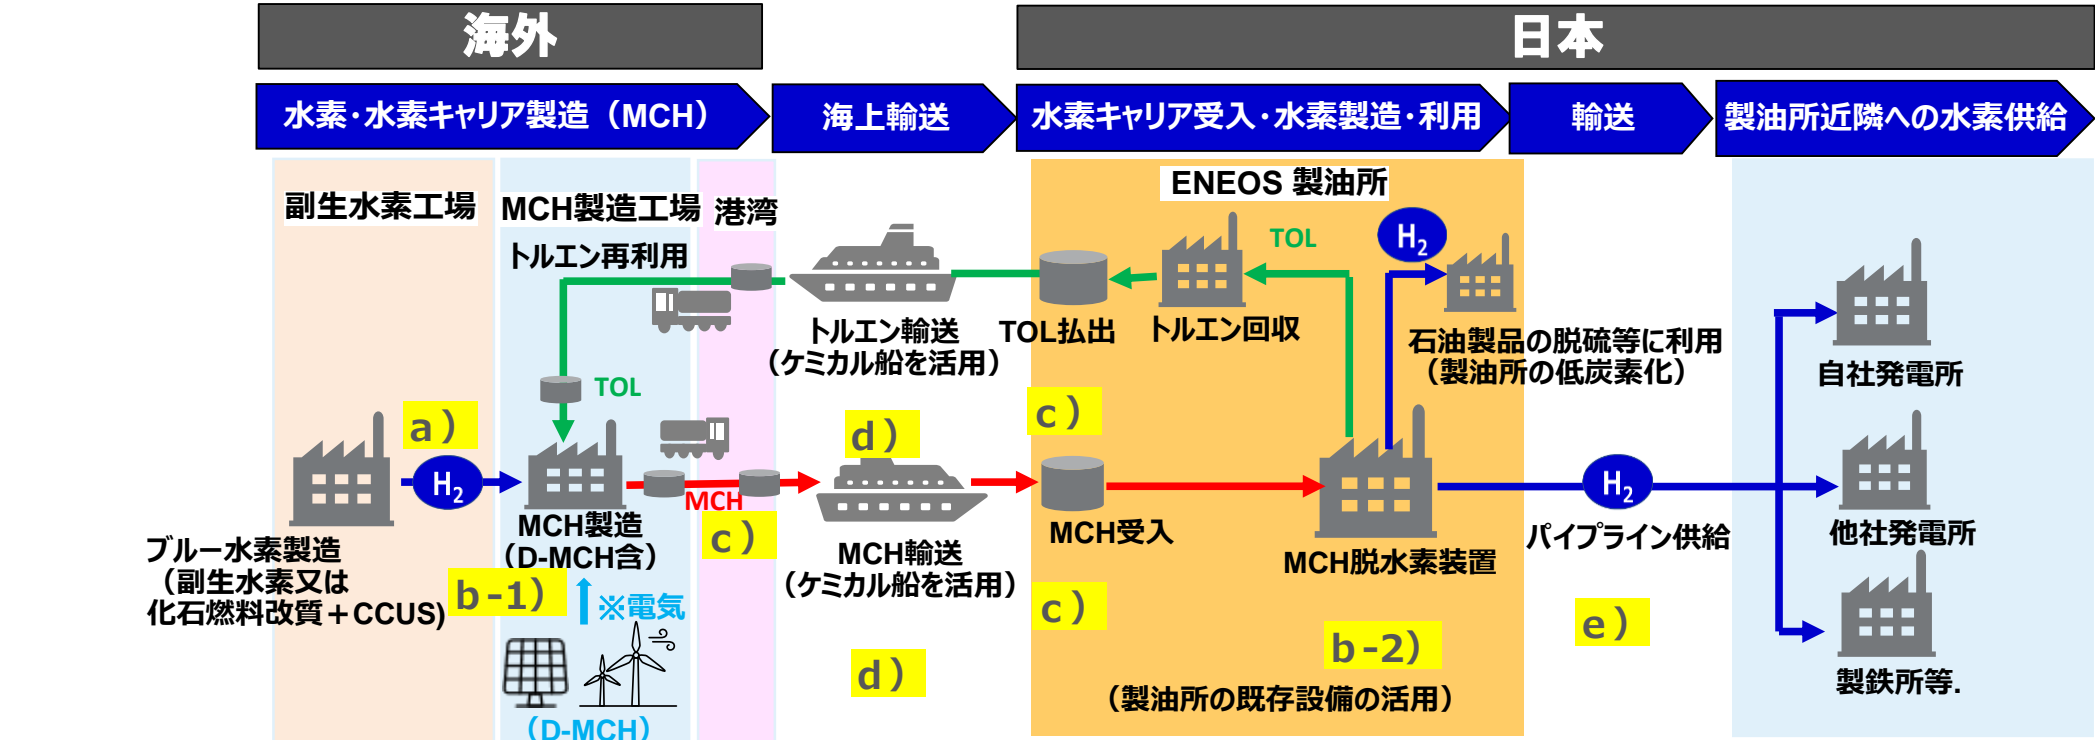 海外
日本
水素・水素キャリア製造（MCH）
海上輸送
水素キャリア受入・水素製造・利用
輸送
製油所近隣への水素供給
副生水素工場
MCH製造工場
港湾
ENEOS 製油所
トルエン再利用
TOL
H2
トルエン輸送
（ケミカル船を活用）
TOL払出
トルエン回収
石油製品の脱硫等に利用
（製油所の低炭素化）
自社発電所
TOL
a）
c）
d）
H2
MCH
H2
MCH製造
（D-MCH含）
c）
MCH輸送
（ケミカル船を活用）
MCH受入
MCH脱水素装置
パイプライン供給
他社発電所
ブルー水素製造
（副生水素又は
化石燃料改質＋CCUS)
b-1）
※電気
c）
e）
b-2）
d）
（製油所の既存設備の活用）
製鉄所等.
（D-MCH）